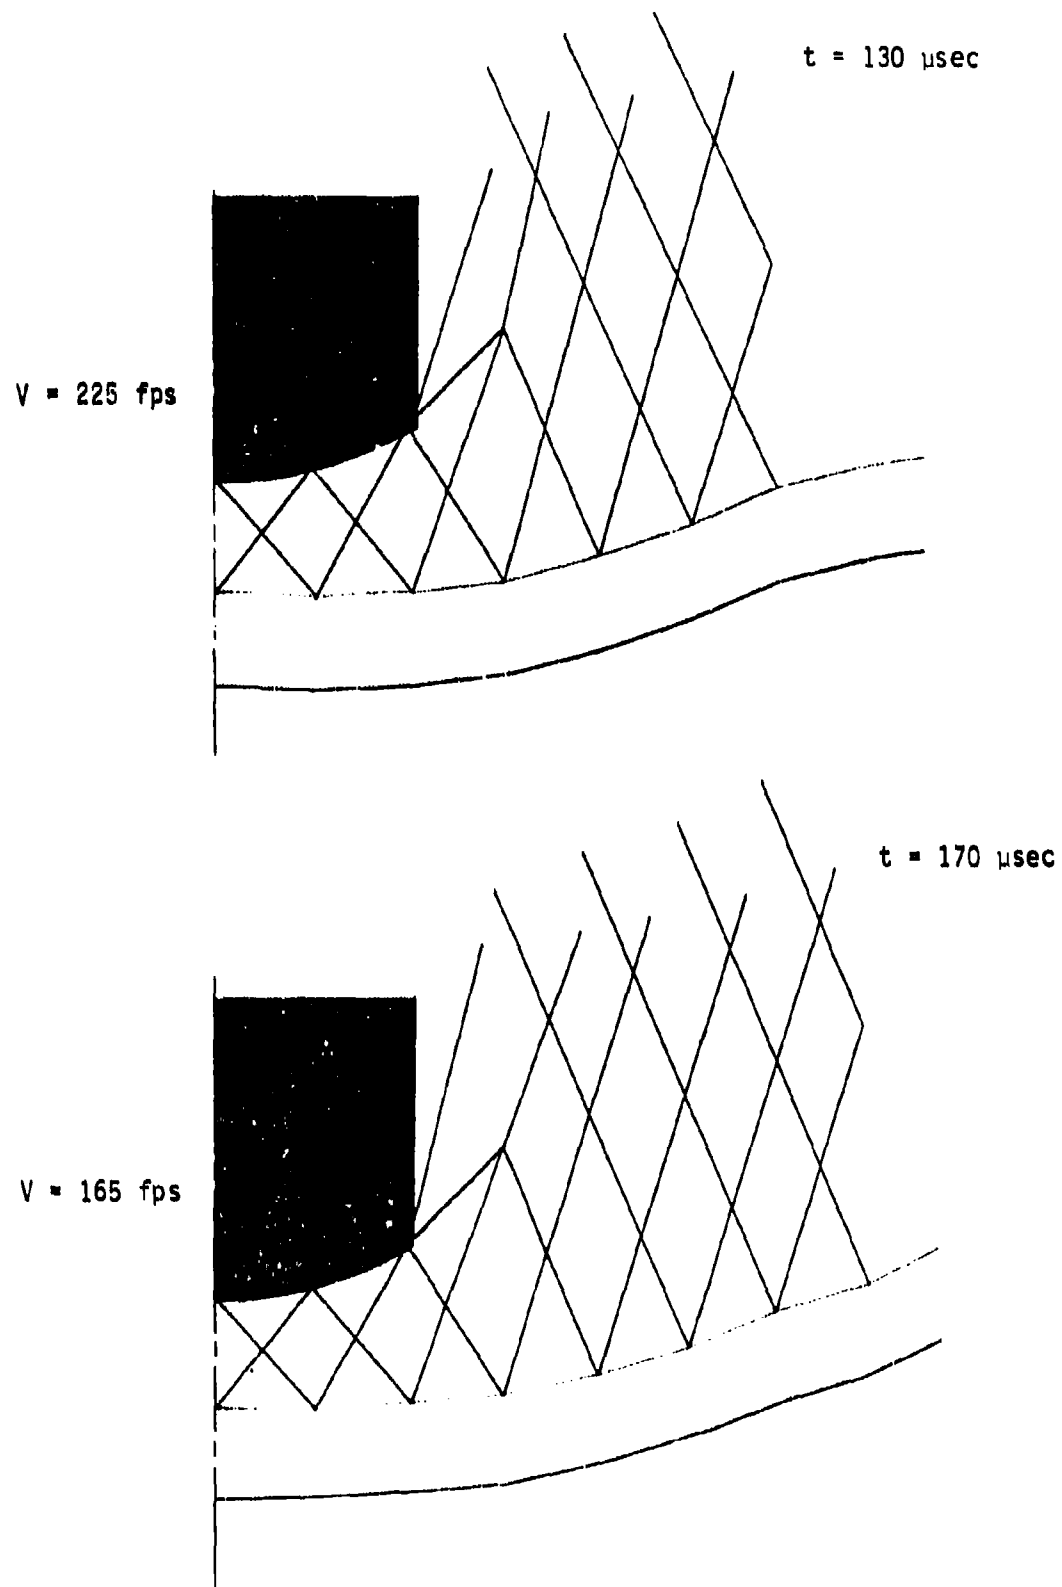 t = 130 μsec
V = 225 fps
t = 170 μsec
V = 165 fps